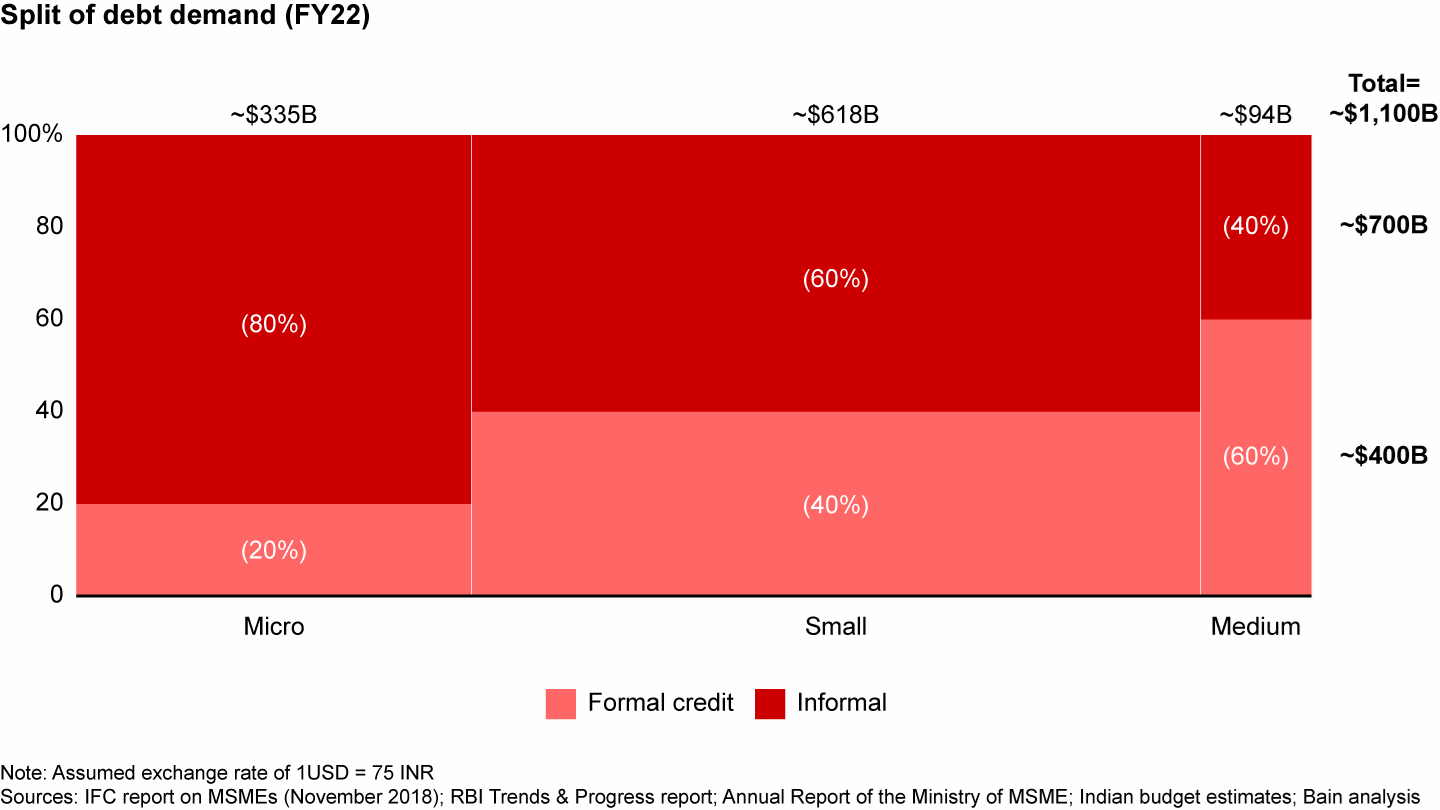 Split of debt demand (FY22)
Total=
~$335B ~$618B ~$94B ~$1,100B
100%
80 (40%) ~$700B
(60%)
60 (80%)
40 (60%) ~$400B
20 (40%)
(20%)
0
Micro Small Medium
Formal credit Informal
Note: Assumed exchange rate of 1USD = 75 INR
Sources: IFC report on MSMEs (November 2018); RBI Trends & Progress report; Annual Report of the Ministry of MSME; Indian budget estimates; Bain analysis